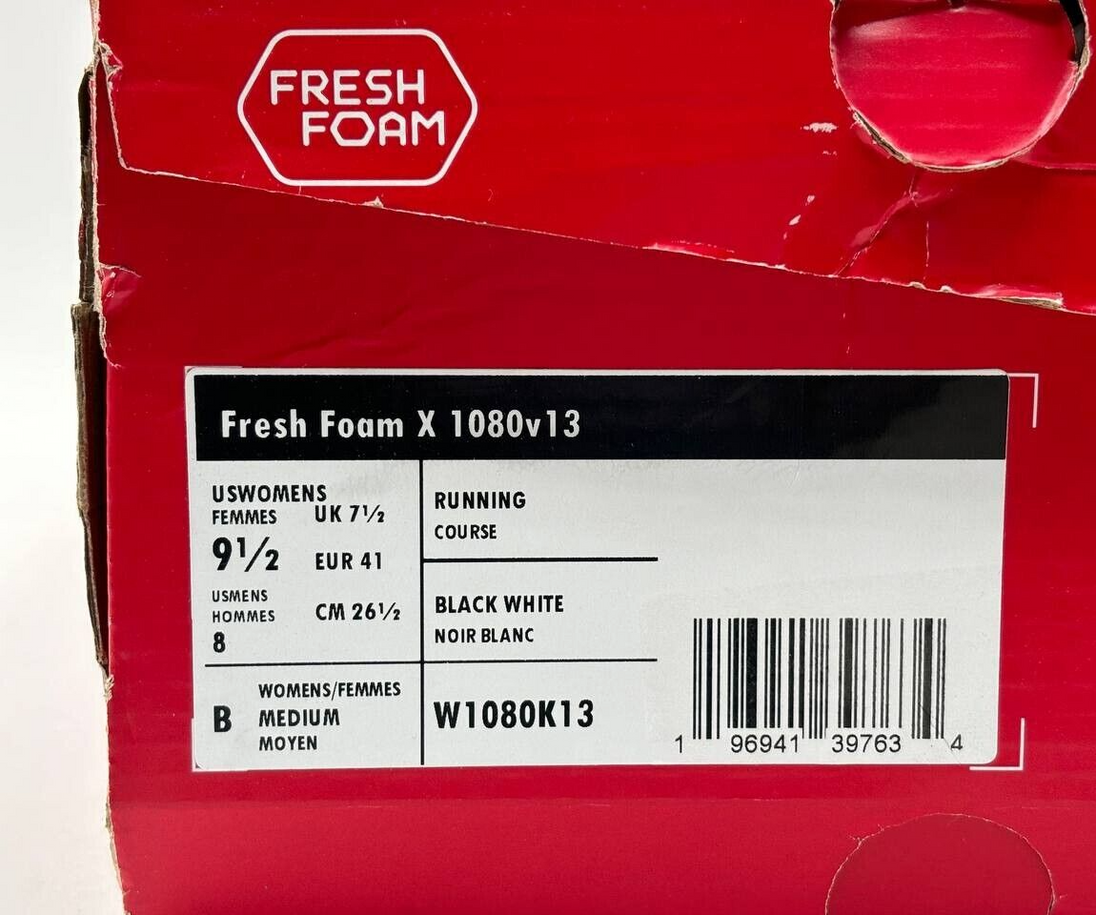 FRESH
FOAM
Fresh Foam X 1080v13
USWOMENS
FEMMES
UK 7½
9½
EUR 41
USMENS
HOMMES
CM 26½
8
B
WOMENS/FEMMES
MEDIUM
MOYEN
RUNNING
COURSE
BLACK WHITE
NOIR BLANC
W1080K13
1 96941 39763 4